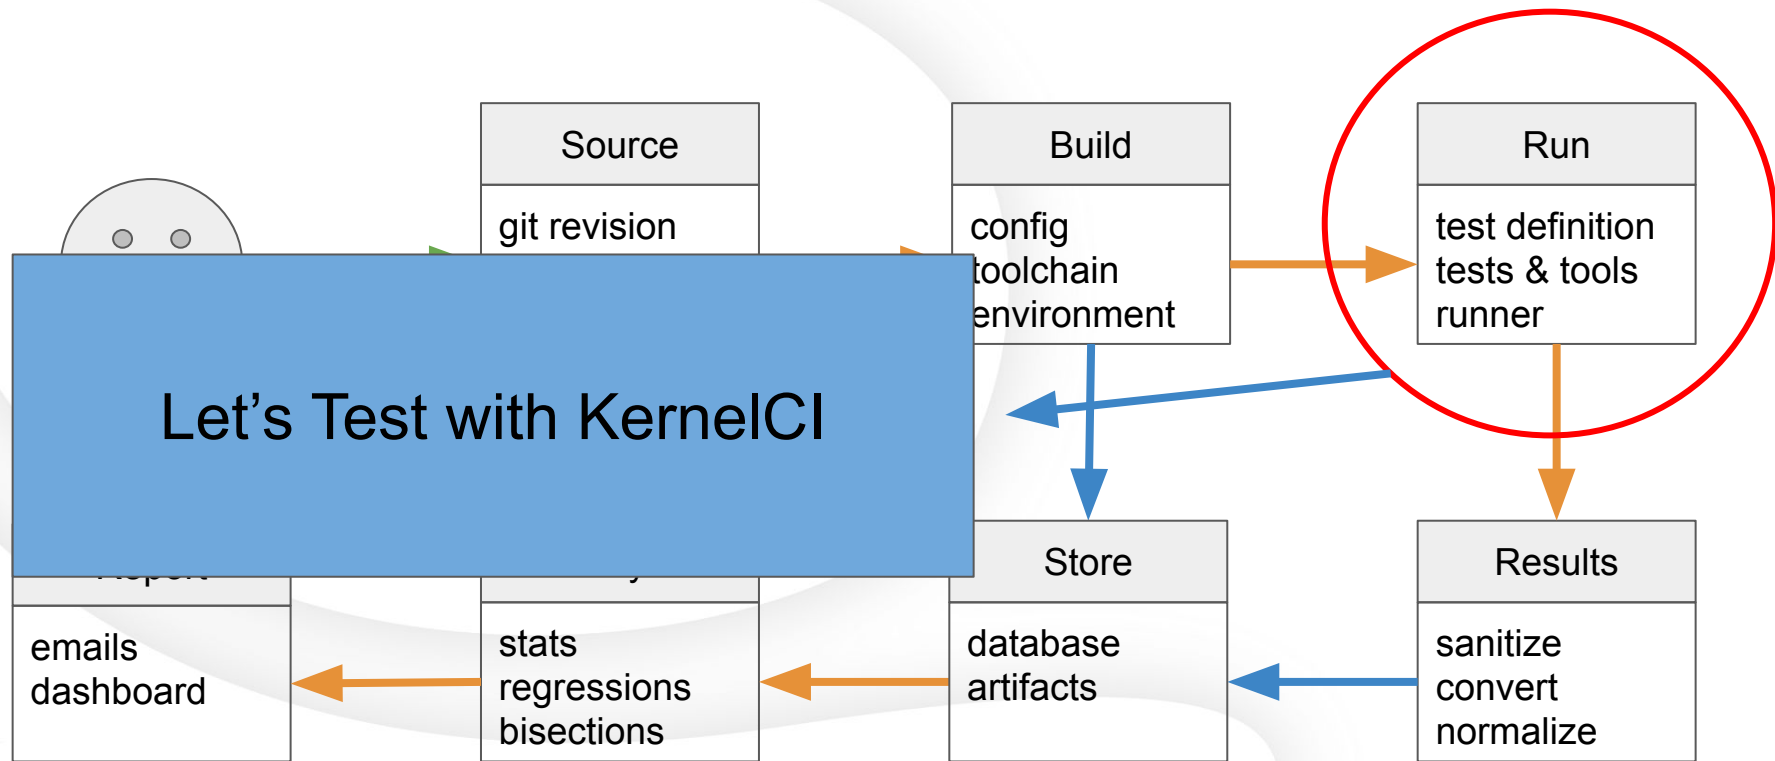 Source
git revision
Build
config
toolchain
environment
Run
test definition
tests & tools
runner
Let's Test with KernelCI
Report
emails
dashboard
stats
regressions
bisections
Store
database
artifacts
Results
sanitize
convert
normalize